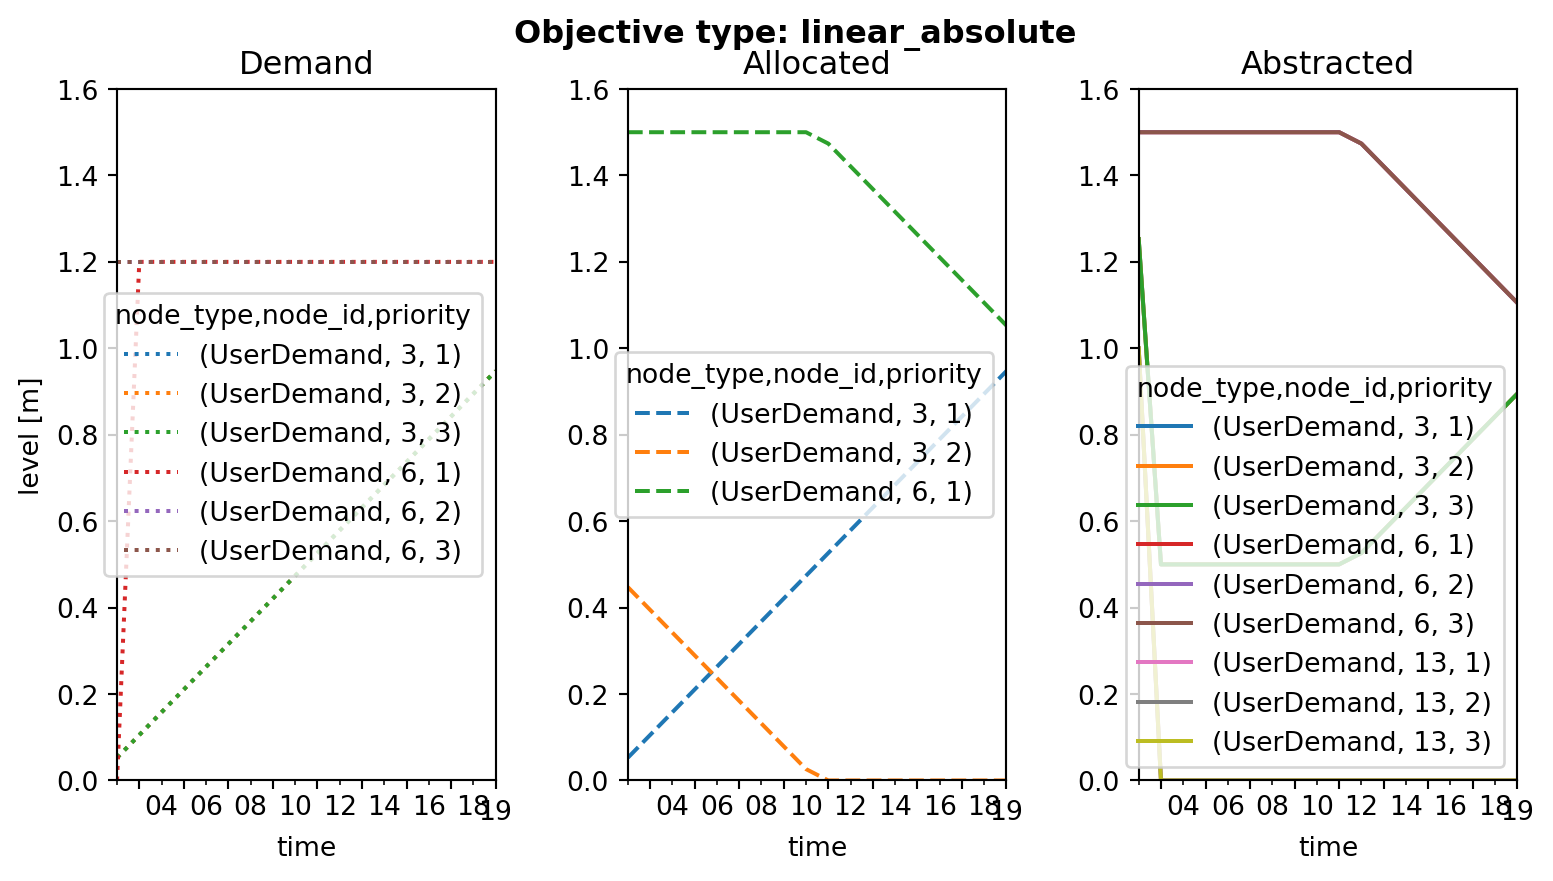 Objective type: linear_absolute
Demand
Allocated
Abstracted
level [m]
1.6
1.4
1.2
1.0
0.8
0.6
0.4
0.2
0.0
node_type,node_id,priority
(UserDemand, 3, 1)
(UserDemand, 3, 2)
(UserDemand, 3, 3)
(UserDemand, 6, 1)
(UserDemand, 6, 2)
(UserDemand, 6, 3)
04 06 08 10 12 14 16 18 19
time
1.6
1.4
1.2
1.0
0.8
0.6
0.4
0.2
0.0
node_type,node_id,priority
(UserDemand, 3, 1)
(UserDemand, 3, 2)
(UserDemand, 6, 1)
04 06 08 10 12 14 16 18 19
time
1.6
1.4
1.2
1.0
0.8
0.6
0.4
0.2
0.0
node_type,node_id,priority
(UserDemand, 3, 1)
(UserDemand, 3, 2)
(UserDemand, 3, 3)
(UserDemand, 6, 1)
(UserDemand, 6, 2)
(UserDemand, 6, 3)
(UserDemand, 13, 1)
(UserDemand, 13, 2)
(UserDemand, 13, 3)
04 06 08 10 12 14 16 18 19
time